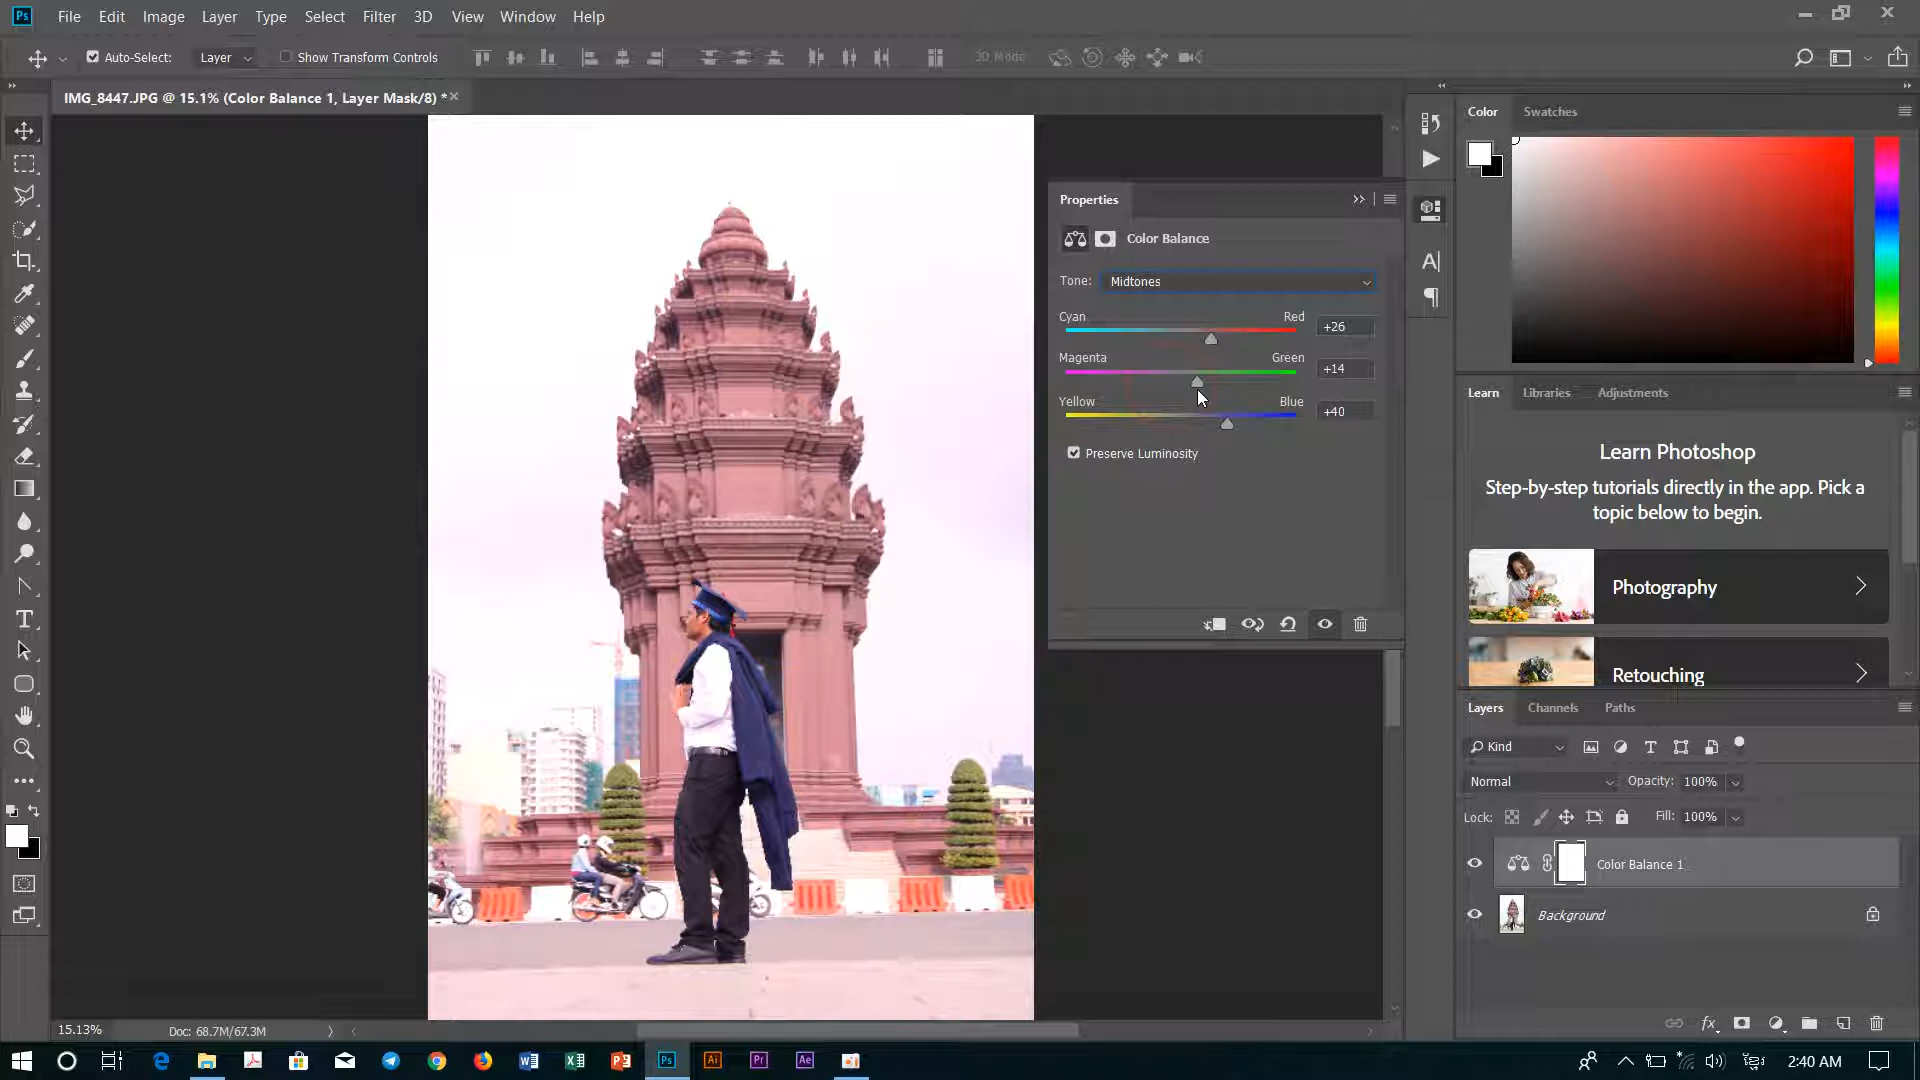 Ps File Edit Image Layer Type Select Filter 3D View Window Help
Auto-Select: Layer Show Transform Controls 3D Mode
IMG_8447.JPG @ 15.1% (Color Balance 1, Layer Mask/8) *
Properties
Color Balance
Tone: Midtones
Cyan Red +26
Magenta Green +14
Yellow Blue +40
Preserve Luminosity
Color Swatches
Learn Libraries Adjustments
Learn Photoshop
Step-by-step tutorials directly in the app. Pick a
topic below to begin.
Photography
Retouching
Layers Channels Paths
Kind
Normal Opacity: 100%
Lock: Fill: 100%
Color Balance 1
Background
15.13% Doc: 68.7M/67.3M
Ps Ai Pr Ae
2:40 AM